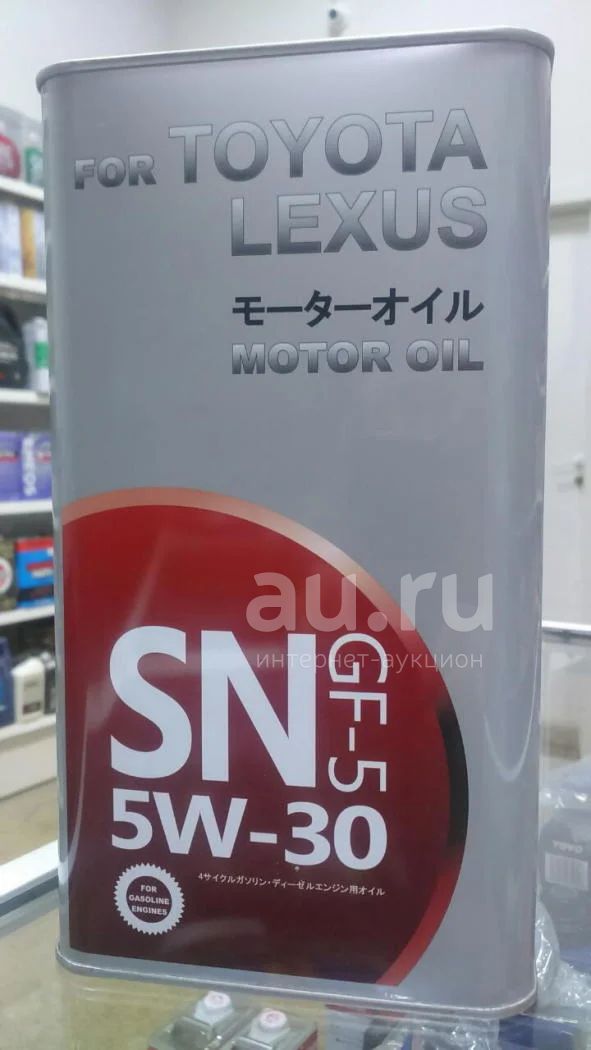 FOR TOYOTA
LEXUS
モーターオイル
MOTOR OIL
au.ru
интернет-аукцион
SN
GF-5
5W-30
4サイクルガソリン・ディーゼルエンジン用オイル
FOR
GASOLINE
ENGINES
ENEOS